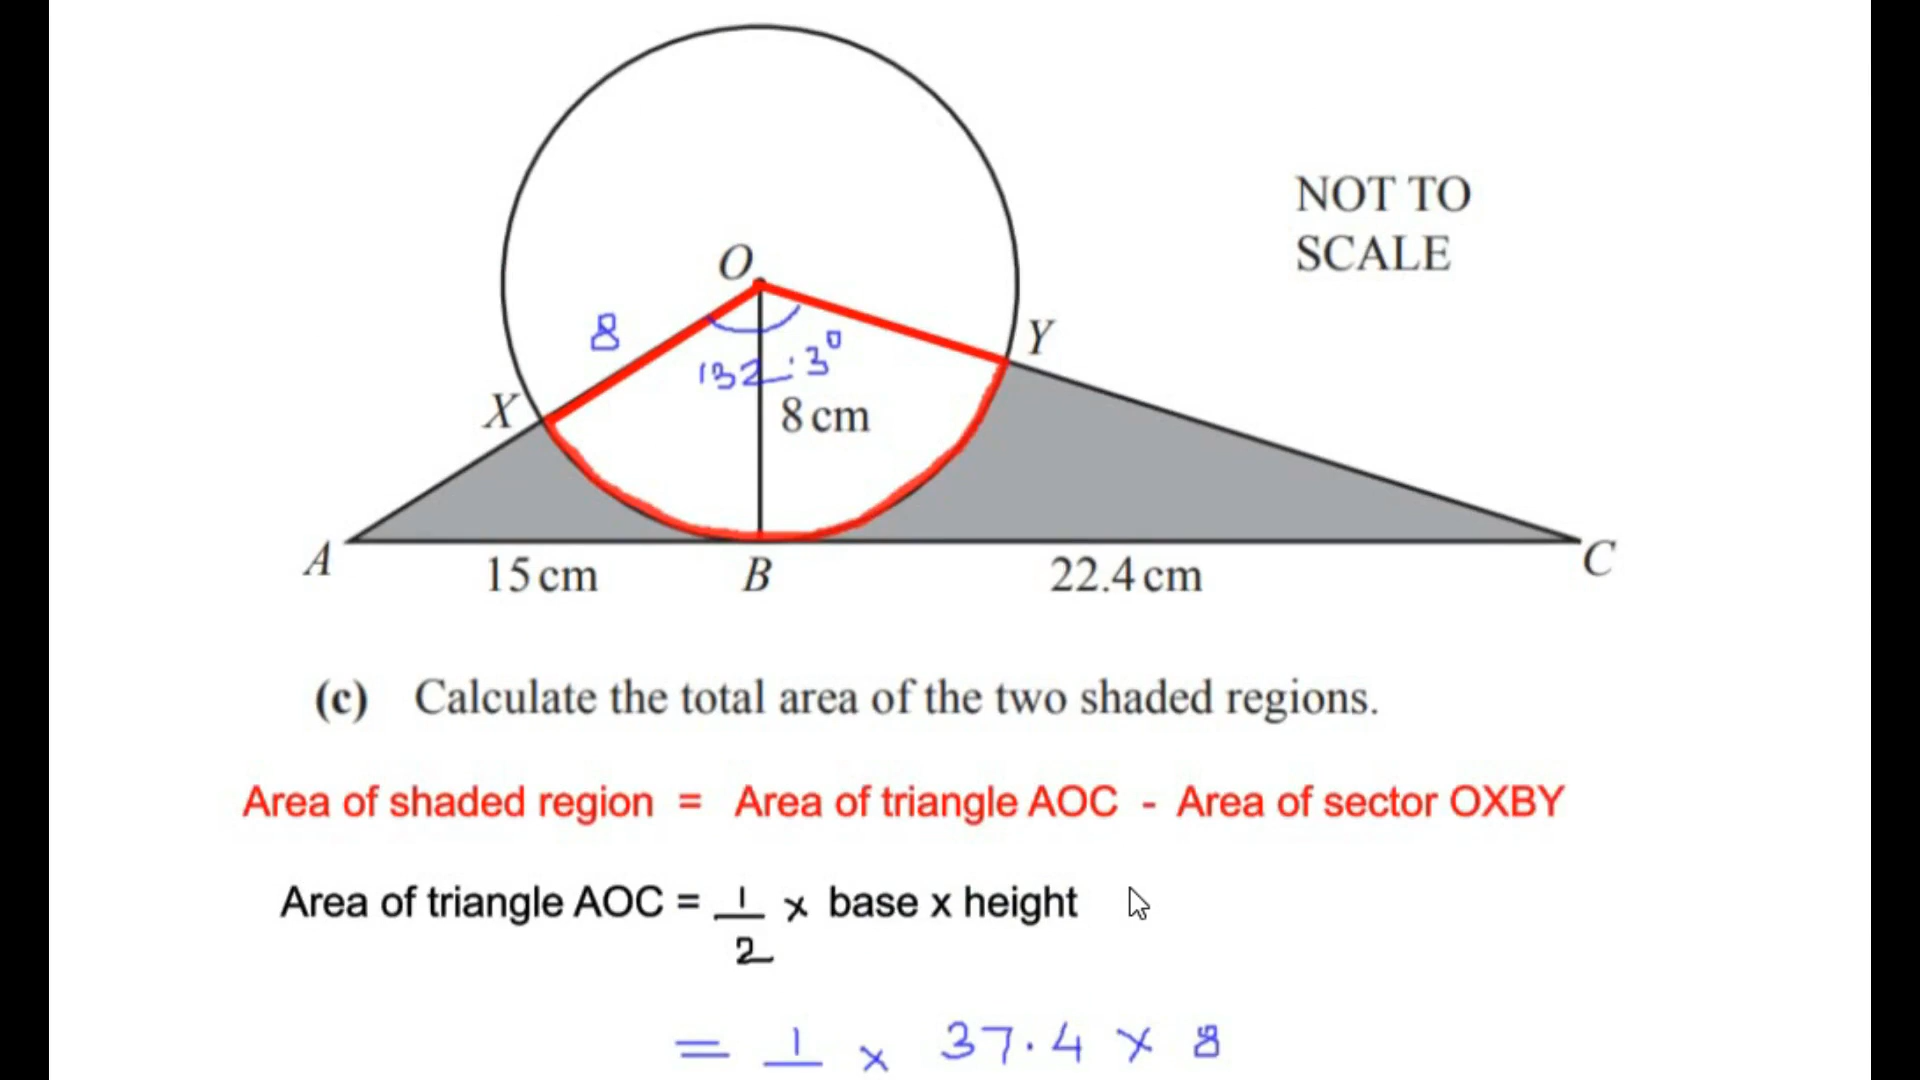 O
NOT TO
SCALE
8
Y
132.3°
X
8 cm
A
15 cm
B
22.4 cm
C
(c) Calculate the total area of the two shaded regions.
Area of shaded region = Area of triangle AOC - Area of sector OXBY
Area of triangle AOC = 1/2 x base x height
= 1 x 37.4 x 8